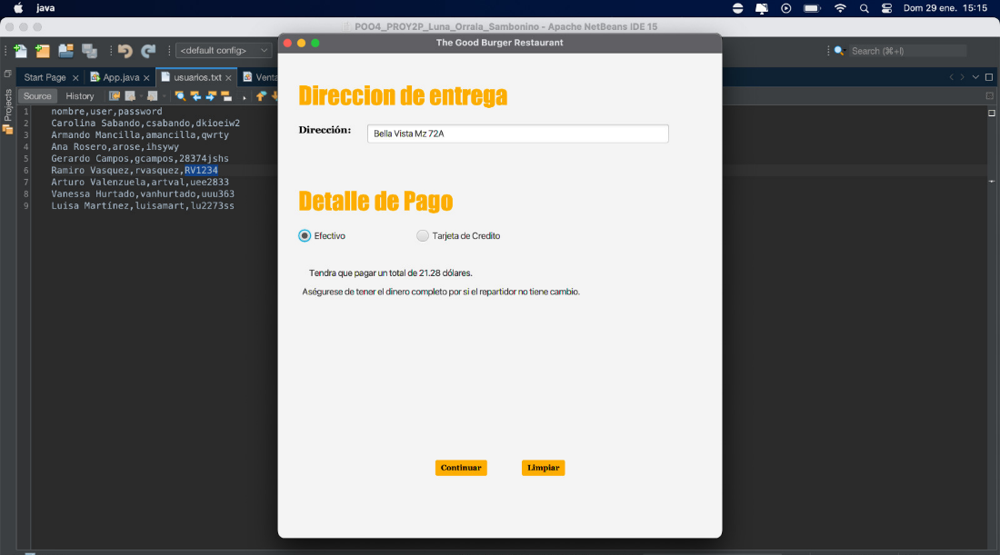 java
Dom 29 ene. 15:15
POO4_PROY2P_Luna_Orrala_Sambonino - Apache NetBeans IDE 15
<default config>
Search (⌘+I)
Start Page
App.java
usuarios.txt
Venta
Source
History
Projects
1 nombre,user,password
2 Carolina Sabando,csabando,dkioeiw2
3 Armando Mancilla,amancilla,qwrty
4 Ana Rosero,arose,ihsywy
5 Gerardo Campos,gcampos,28374jshs
6 Ramiro Vasquez,rvasquez,RV1234
7 Arturo Valenzuela,artval,uee2833
8 Vanessa Hurtado,vanhurtado,uuu363
9 Luisa Martínez,luisamart,lu2273ss
The Good Burger Restaurant
Direccion de entrega
Dirección: Bella Vista Mz 72A
Detalle de Pago
Efectivo
Tarjeta de Credito
Tendra que pagar un total de 21.28 dólares.
Aségurese de tener el dinero completo por si el repartidor no tiene cambio.
Continuar
Limpiar